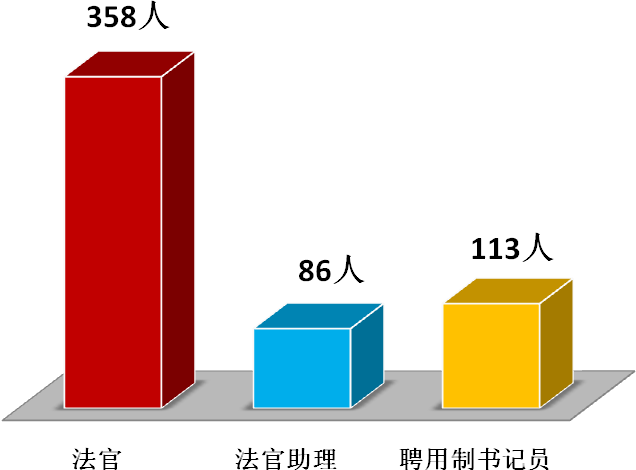 358人
86人
113人
法官
法官助理
聘用制书记员